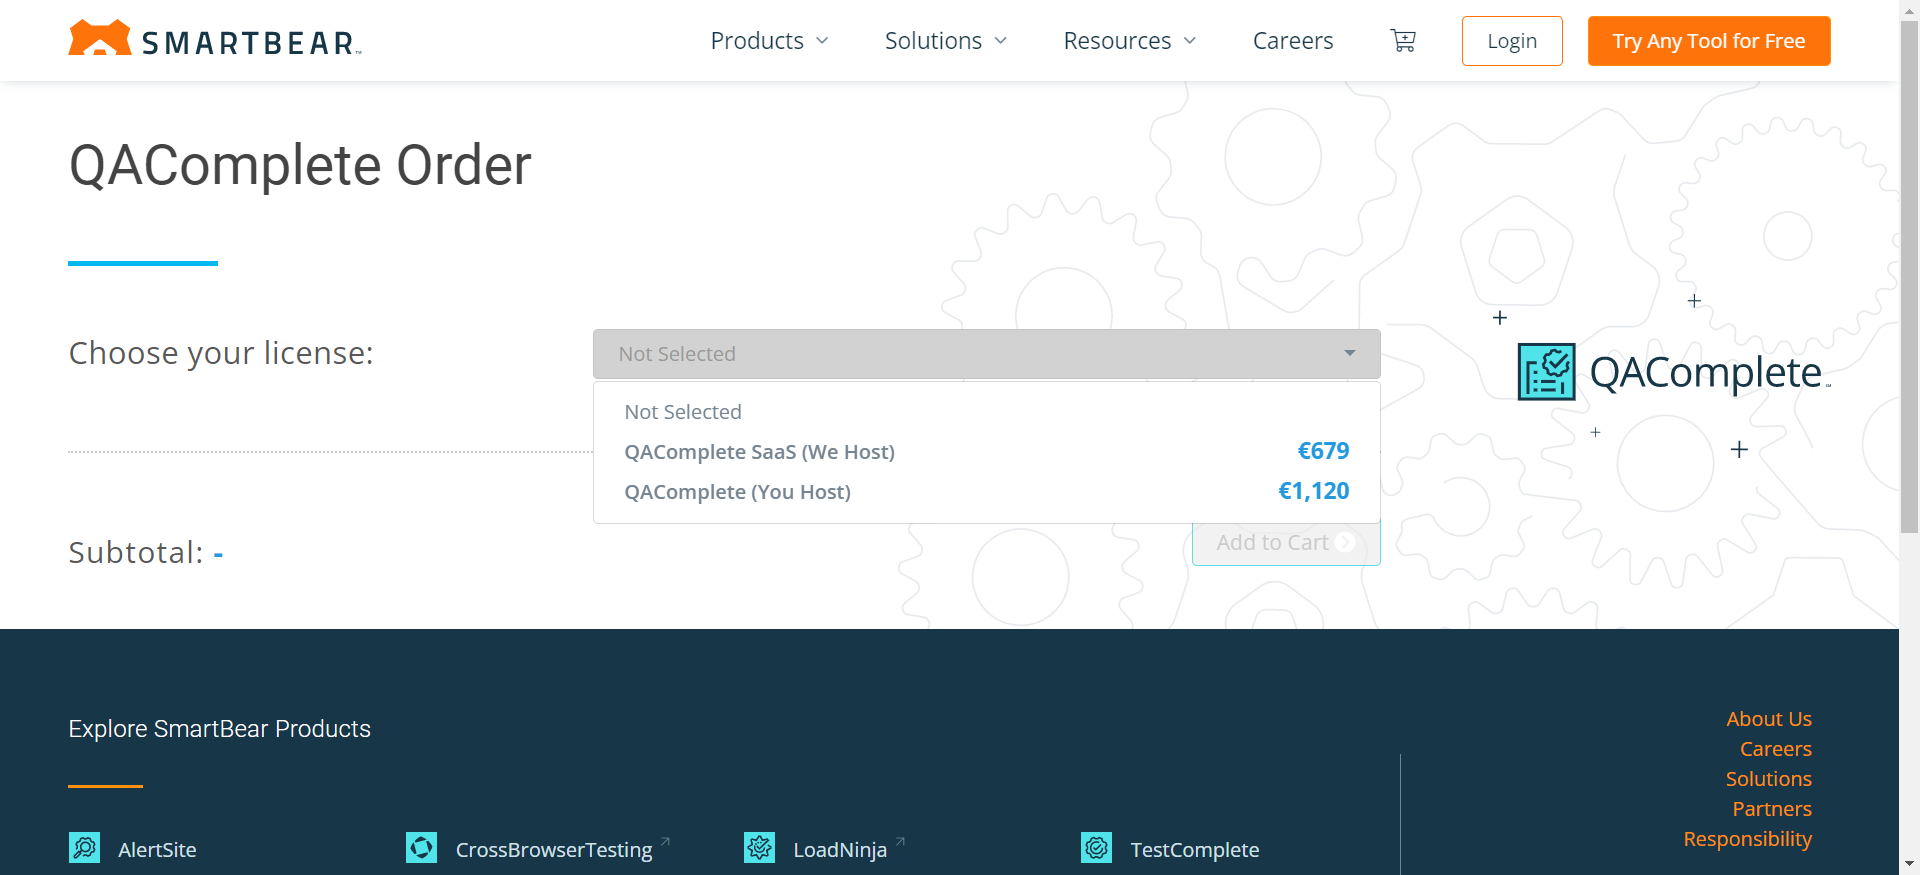 SMARTBEAR™
Products
Solutions
Resources
Careers
Login
Try Any Tool for Free
QAComplete Order
Choose your license:
Not Selected
Not Selected
QAComplete SaaS (We Host) €679
QAComplete (You Host) €1,120
QAComplete™
Subtotal: -
Add to Cart
Explore SmartBear Products
AlertSite
CrossBrowserTesting
LoadNinja
TestComplete
About Us
Careers
Solutions
Partners
Responsibility